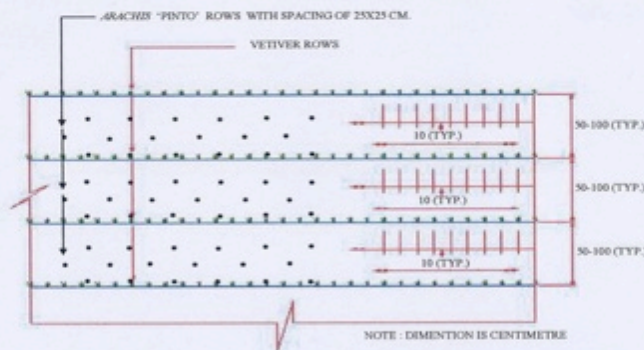 ARACHIS "PINTO" ROWS WITH SPACING OF 25X25 CM.
VETIVER ROWS
10 (TYP.)
50-100 (TYP.)
10 (TYP.)
50-100 (TYP.)
10 (TYP.)
50-100 (TYP.)
NOTE : DIMENTION IS CENTIMETRE